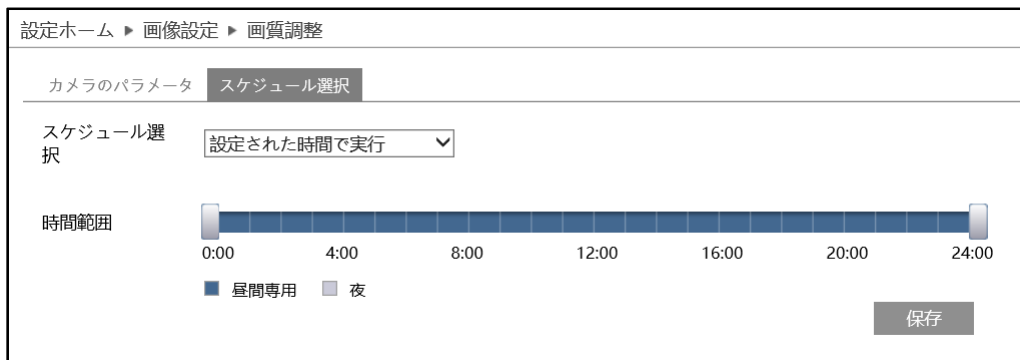 設定ホーム ▶ 画像設定 ▶ 画質調整
カメラのパラメータ スケジュール選択
スケジュール選
択
設定された時間で実行
時間範囲
0:00 4:00 8:00 12:00 16:00 20:00 24:00
昼間専用 夜
保存